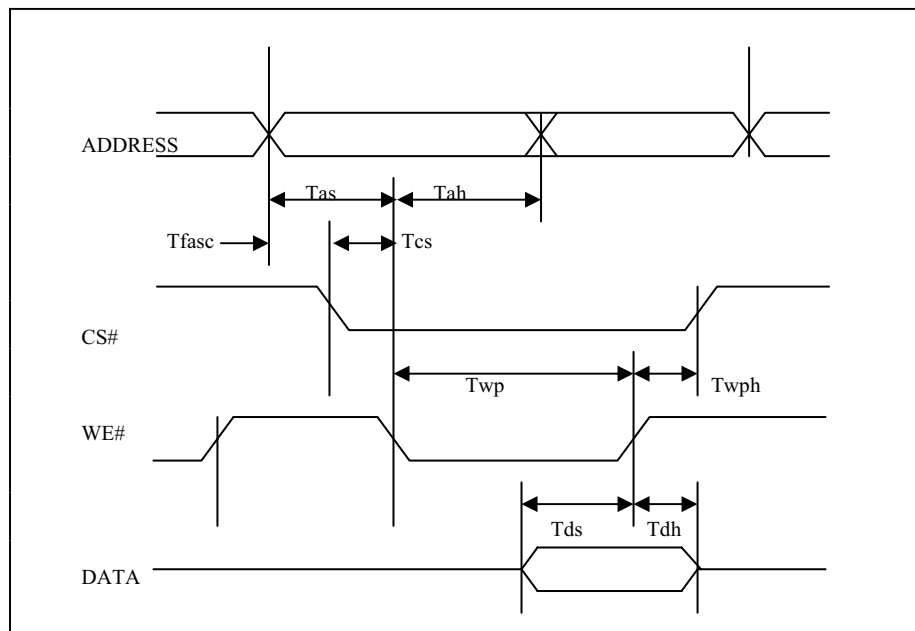 ADDRESS
Tas Tah
Tfasc Tcs
CS#
Twp Twph
WE#
Tds Tdh
DATA